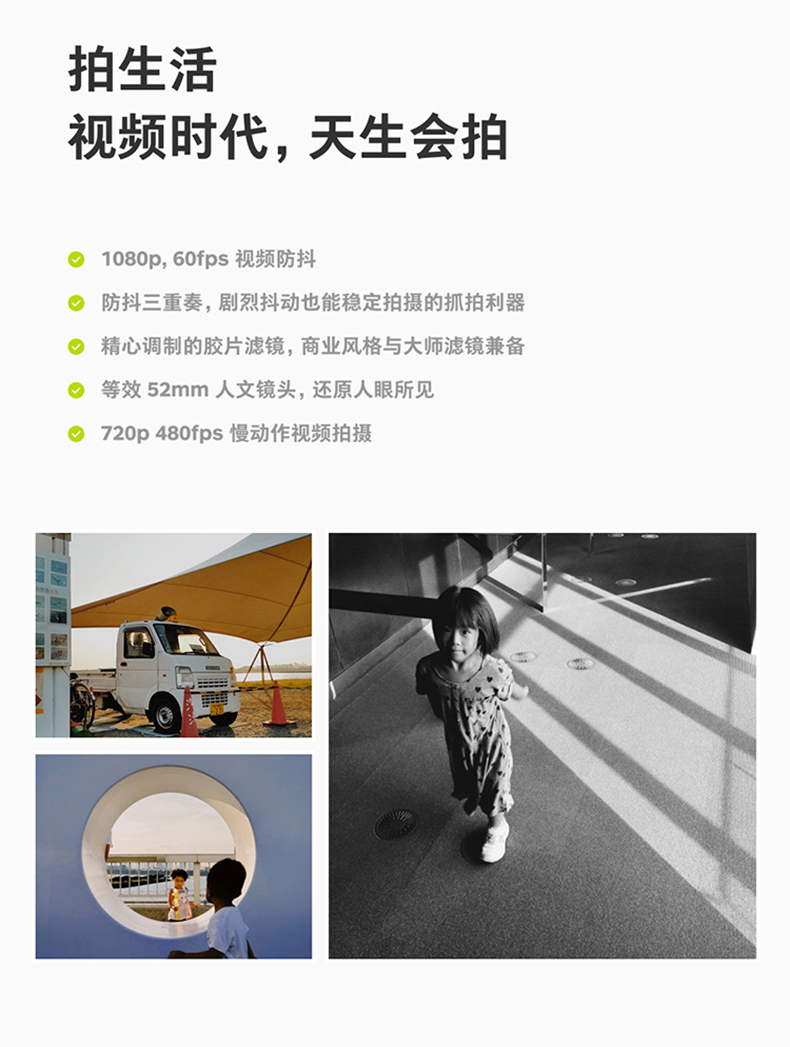 拍生活
视频时代，天生会拍
1080p, 60fps 视频防抖
防抖三重奏，剧烈抖动也能稳定拍摄的抓拍利器
精心调制的胶片滤镜，商业风格与大师滤镜兼备
等效 52mm 人文镜头，还原人眼所见
720p 480fps 慢动作视频拍摄